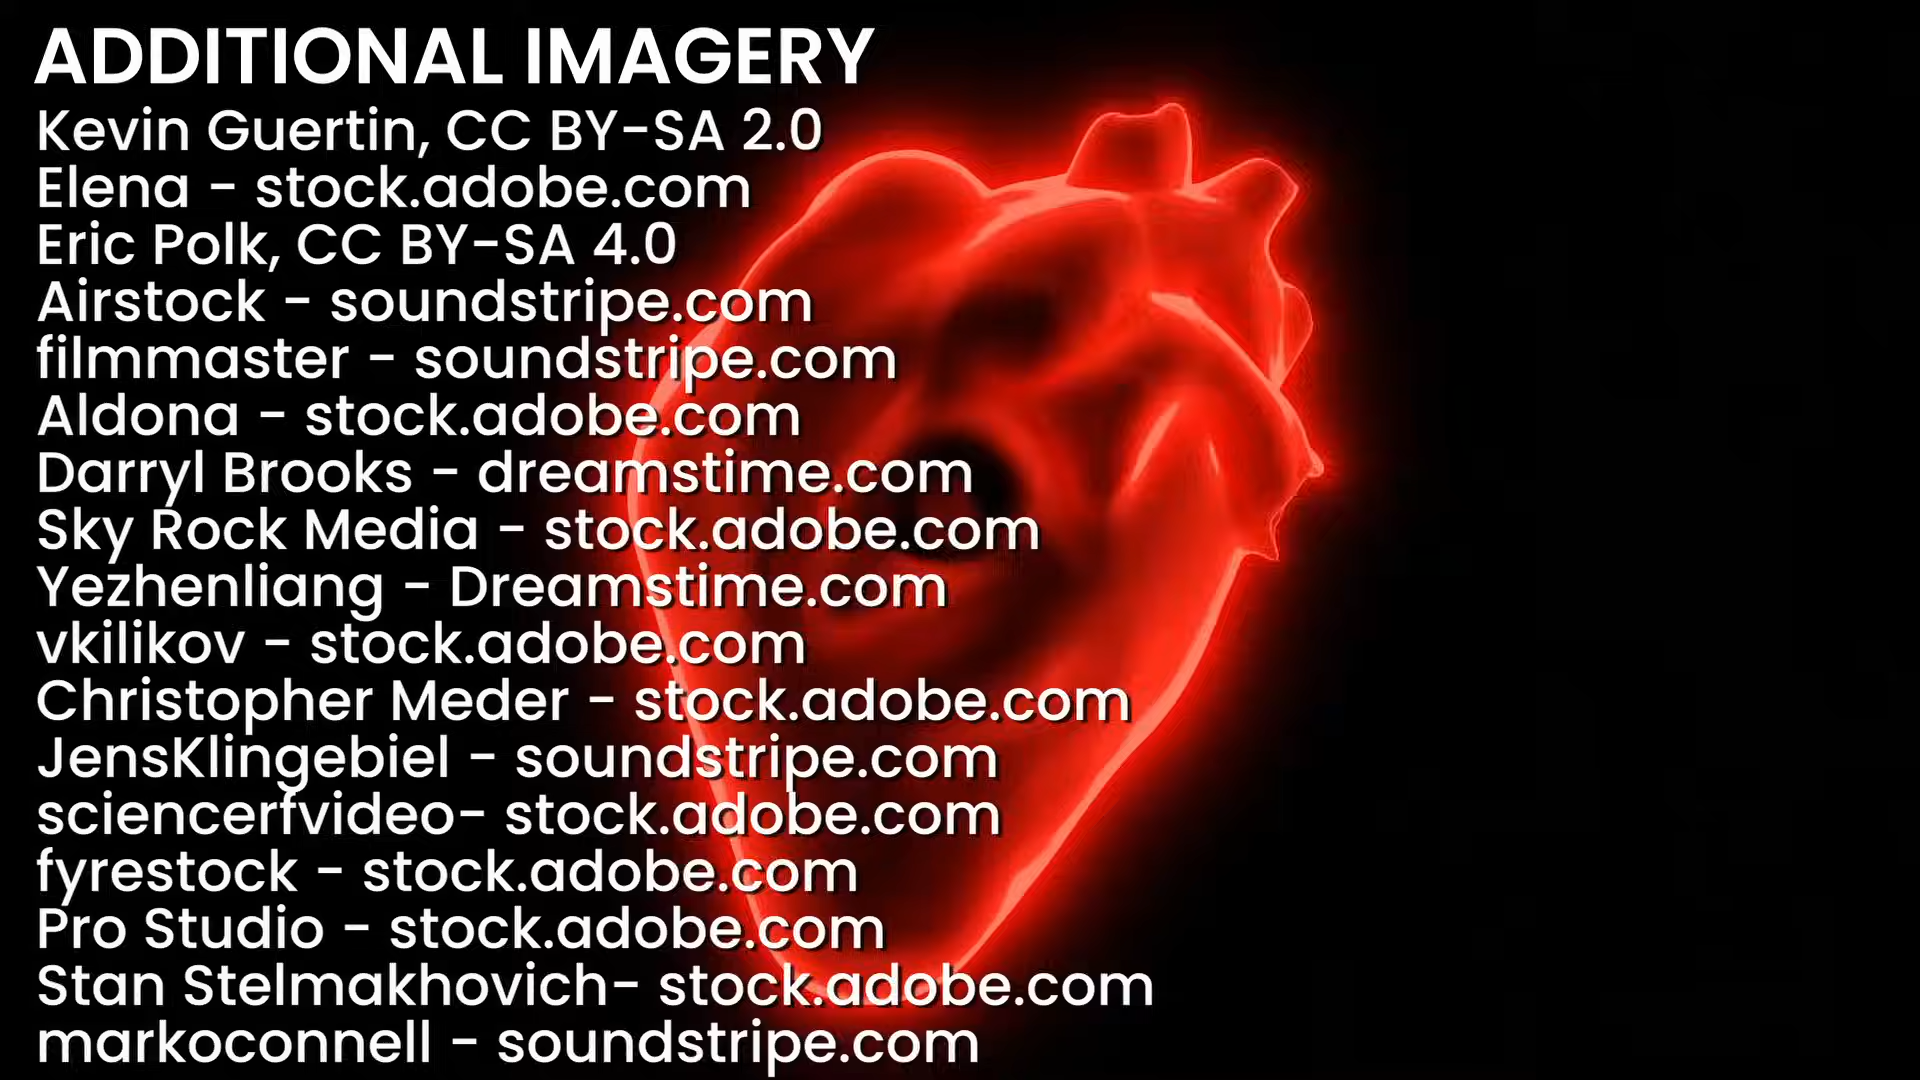 ADDITIONAL IMAGERY
Kevin Guertin, CC BY-SA 2.0
Elena - stock.adobe.com
Eric Polk, CC BY-SA 4.0
Airstock - soundstripe.com
filmmaster - soundstripe.com
Aldona - stock.adobe.com
Darryl Brooks - dreamstime.com
Sky Rock Media - stock.adobe.com
Yezhenliang - Dreamstime.com
vkilikov - stock.adobe.com
Christopher Meder - stock.adobe.com
JensKlingebiel - soundstripe.com
sciencerfvideo- stock.adobe.com
fyrestock - stock.adobe.com
Pro Studio - stock.adobe.com
Stan Stelmakhovich- stock.adobe.com
markoconnell - soundstripe.com